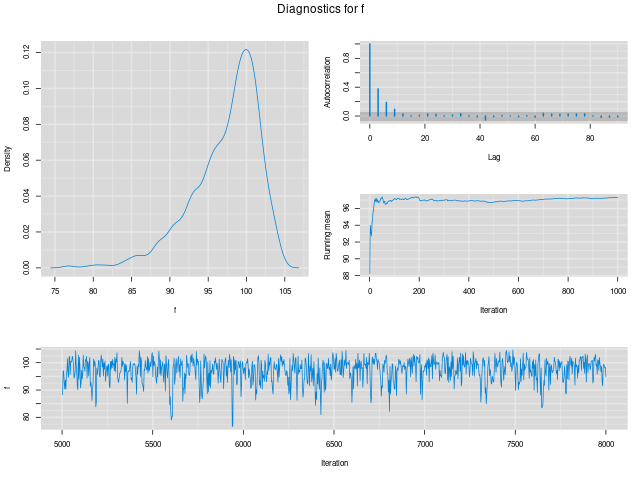 Diagnostics for f
Density
0.00 0.02 0.04 0.06 0.08 0.10 0.12
75 80 85 90 95 100 105
f
Autocorrelation
0.0 0.4 0.8
0 20 40 60 80
Lag
Running mean
88 90 92 94 96
0 200 400 600 800 1000
Iteration
f
80 90 100
5000 5500 6000 6500 7000 7500 8000
Iteration